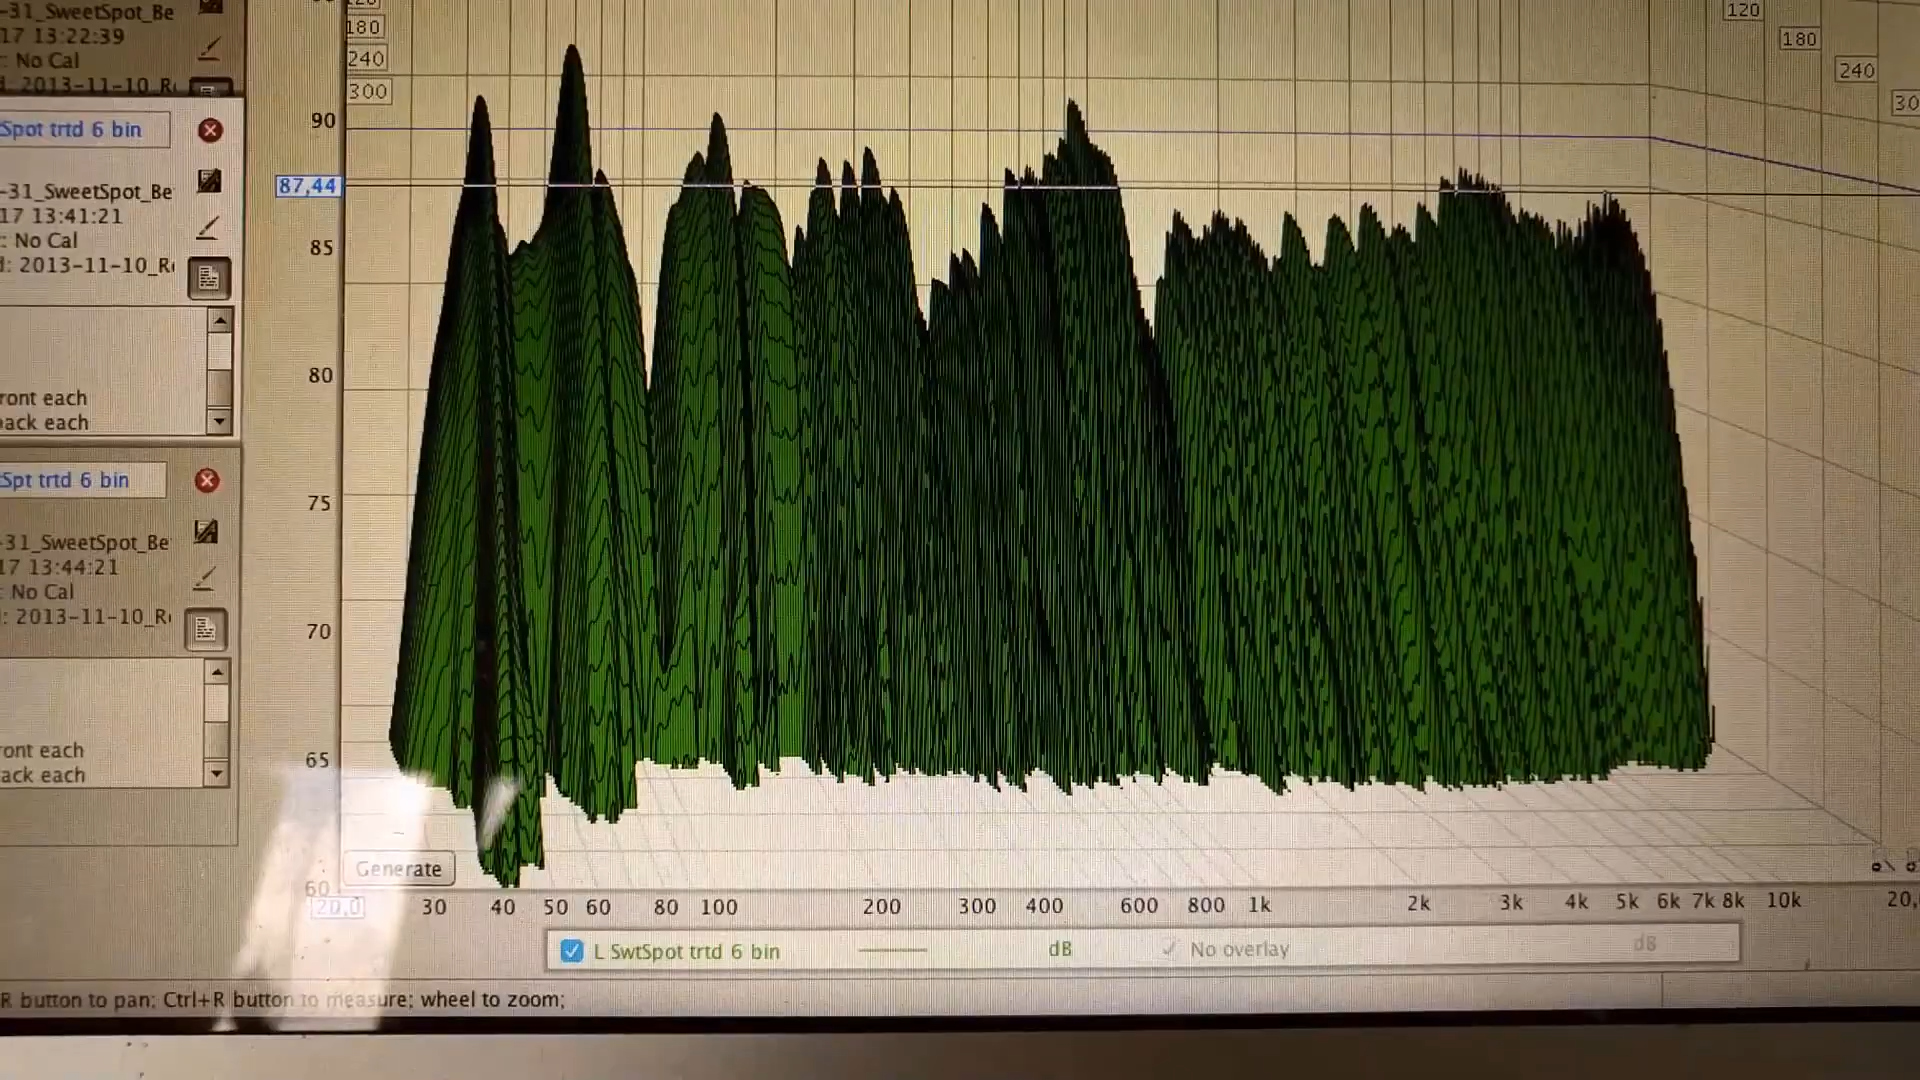 -31_SweetSpot_Be
17 13:22:39
: No Cal
Spot trtd 6 bin
-31_SweetSpot_Be
17 13:41:21
: No Cal
d: 2013-11-10_R
ront each
ack each
Spt trtd 6 bin
-31_SweetSpot_Be
17 13:44:21
: No Cal
: 2013-11-10_R
ront each
ack each
180
240
300
120
180
240
30
90
87,44
85
80
75
70
65
60
Generate
20,0 30 40 50 60 80 100 200 300 400 600 800 1k 2k 3k 4k 5k 6k 7k 8k 10k 20,
L SwtSpot trtd 6 bin dB No overlay dB
R button to pan; Ctrl+R button to measure; wheel to zoom;